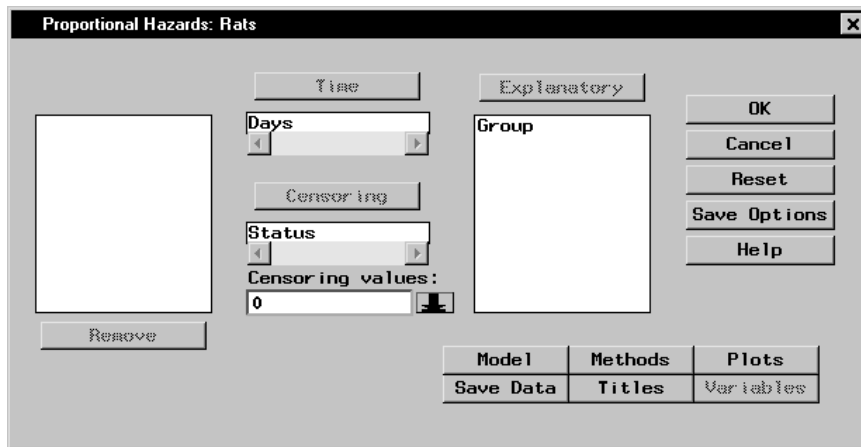 Proportional Hazards: Rats
Time
Explanatory
Days
Group
Censoring
Status
Censoring values:
0
Remove
OK
Cancel
Reset
Save Options
Help
Model
Methods
Plots
Save Data
Titles
Variables